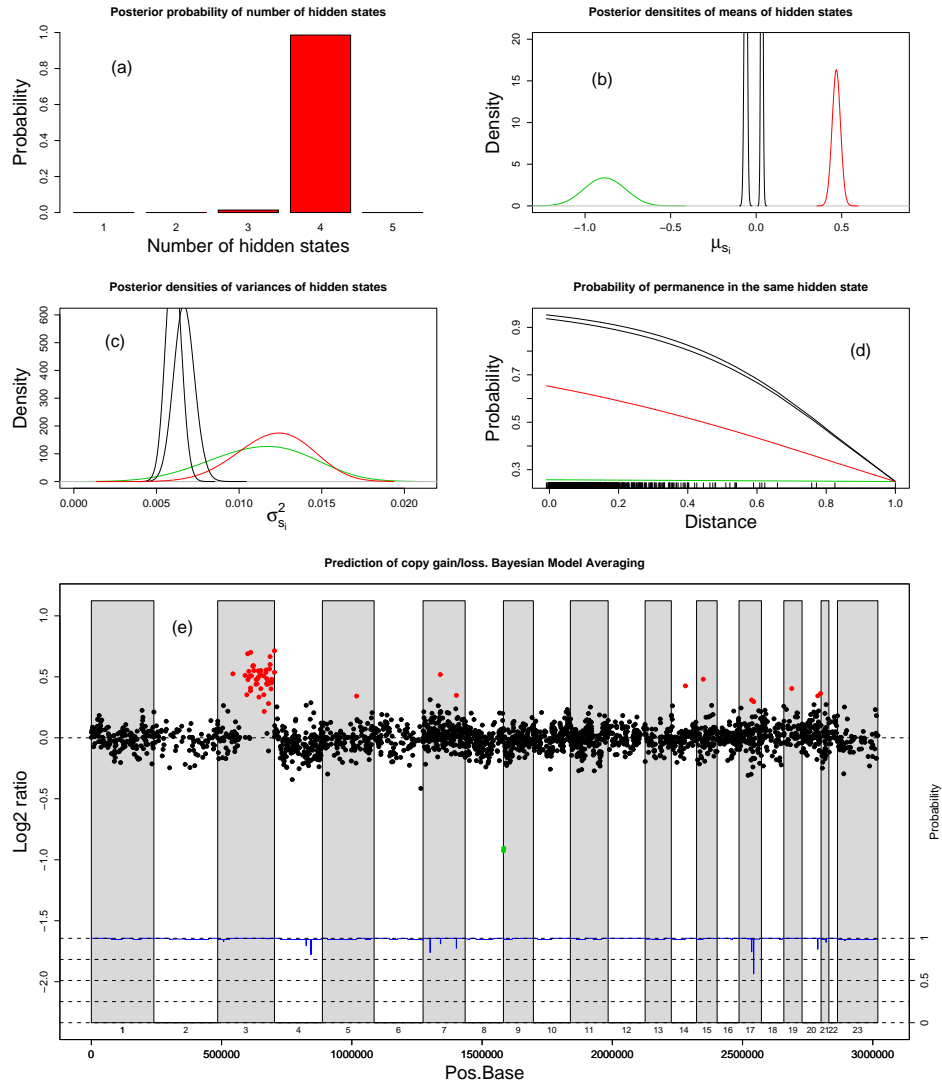 Posterior probability of number of hidden states
Probability
0.0 0.2 0.4 0.6 0.8 1.0
(a)
1 2 3 4 5
Number of hidden states
Posterior densitites of means of hidden states
Density
0 5 10 15 20
(b)
−1.0 −0.5 0.0 0.5
μsi
Posterior densities of variances of hidden states
Density
0 100 200 300 400 500 600
(c)
0.000 0.005 0.010 0.015 0.020
σ²si
Probability of permanence in the same hidden state
Probability
0.3 0.5 0.7 0.9
(d)
0.0 0.2 0.4 0.6 0.8 1.0
Distance
Prediction of copy gain/loss. Bayesian Model Averaging
Log2 ratio
−2.0 −1.5 −1.0 −0.5 0.0 0.5 1.0
(e)
Probability
0 0.5 1
1 2 3 4 5 6 7 8 9 10 11 12 13 14 15 16 17 18 19 20 21 22 23
0 500000 1000000 1500000 2000000 2500000 3000000
Pos.Base